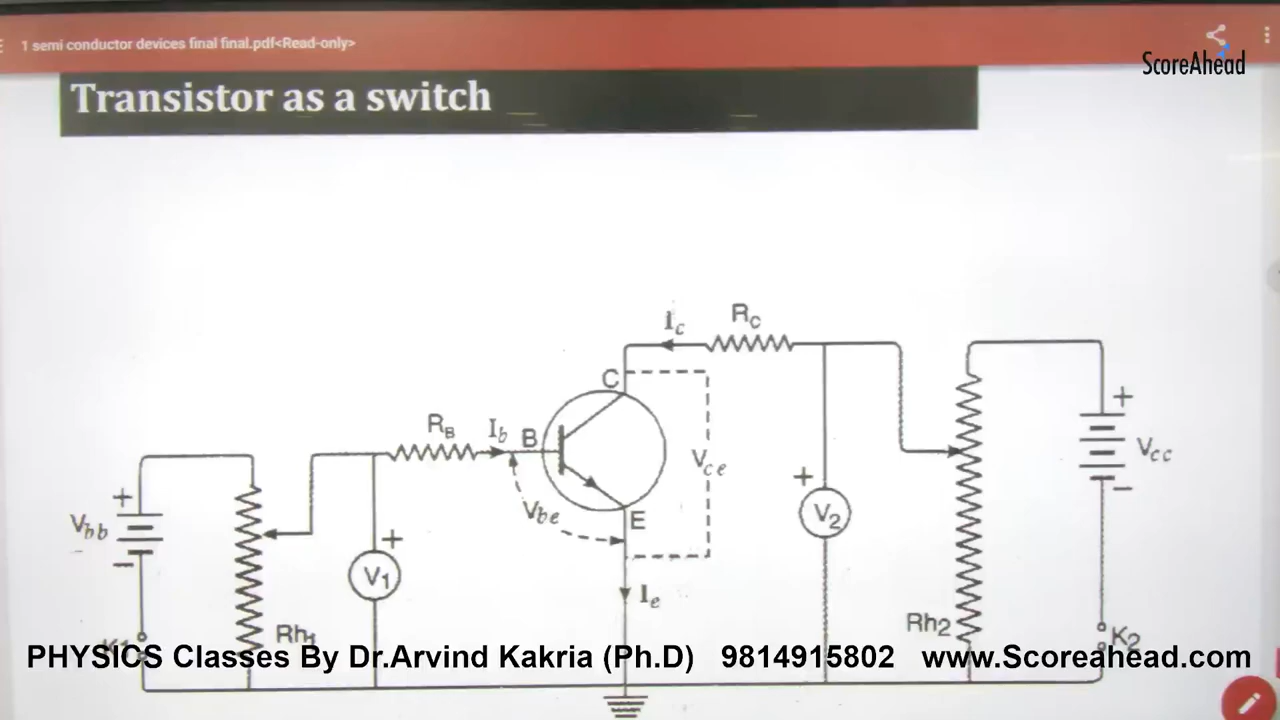 1 semi conductor devices final final.pdf<Read-only>
ScoreAhead
Transistor as a switch
Ic
RC
C
RB
Ib
B
Vce
Vbe
E
Ie
+
Vbb
−
Rh1
+
V1
+
V2
Rh2
+
Vcc
−
K1
K2
PHYSICS Classes By Dr.Arvind Kakria (Ph.D) 9814915802 www.Scoreahead.com